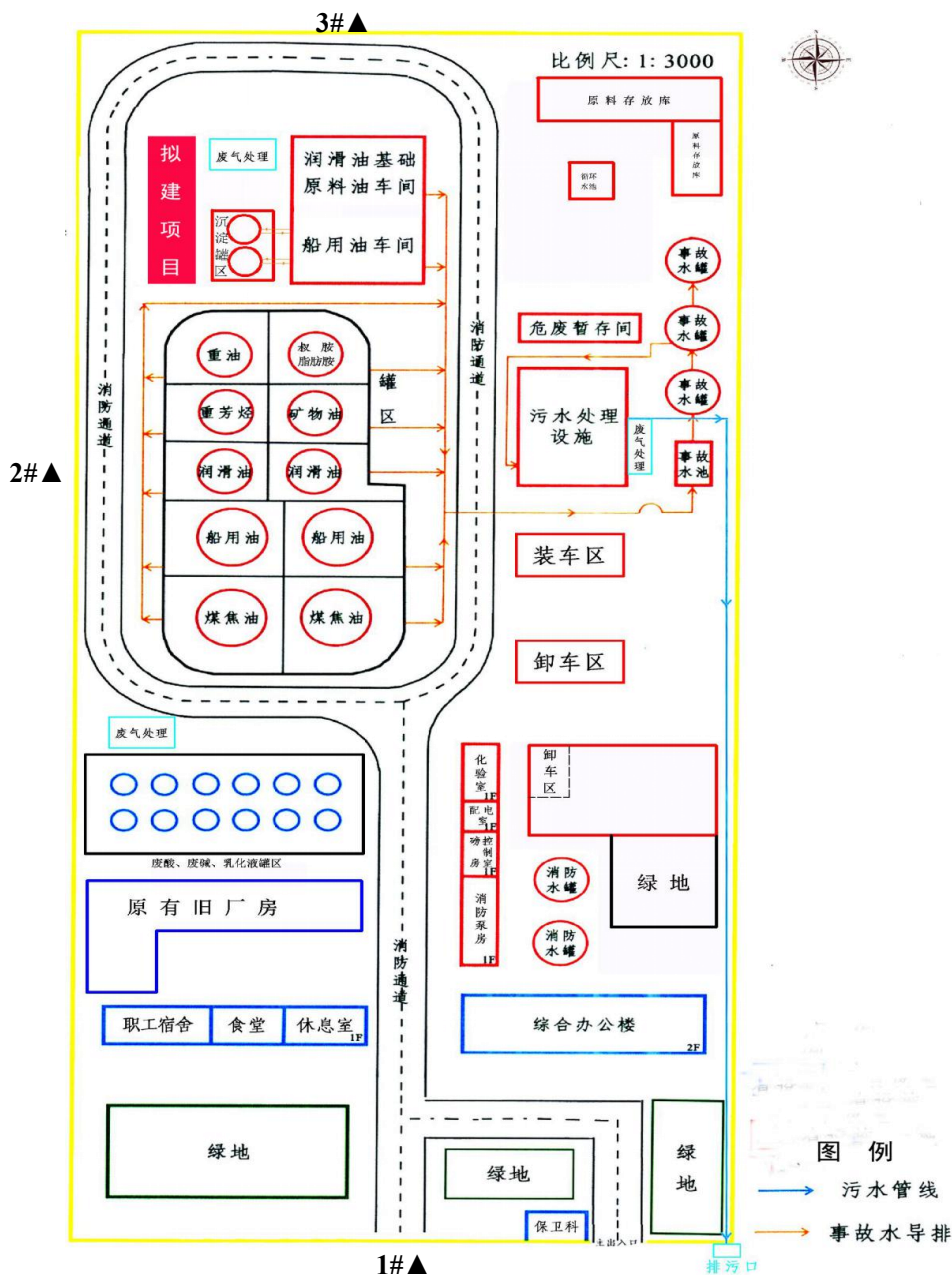 3#▲
比例尺: 1: 3000
原料存放库
原料存放库
循环
水池
拟建项目
废气处理
润滑油基础
原料油车间
船用油车间
沉淀罐区
事故
水罐
事故
水罐
事故
水罐
危废暂存间
污水处理
设施
废气处理
事故
水池
消防通道
消防通道
罐区
重油
叔胺
脂肪胺
重芳烃
矿物油
润滑油
润滑油
船用油
船用油
煤焦油
煤焦油
2#▲
装车区
卸车区
废气处理
废酸、废碱、乳化液罐区
化验室
1F
配电室
1F
磅房
控制室
1F
消防泵房
1F
卸车区
消防
水罐
消防
水罐
绿地
原有旧厂房
消防通道
职工宿舍
食堂
休息室
1F
综合办公楼
2F
绿地
绿地
绿地
保卫科
主出入口
1#▲
排污口
图例
污水管线
事故水导排